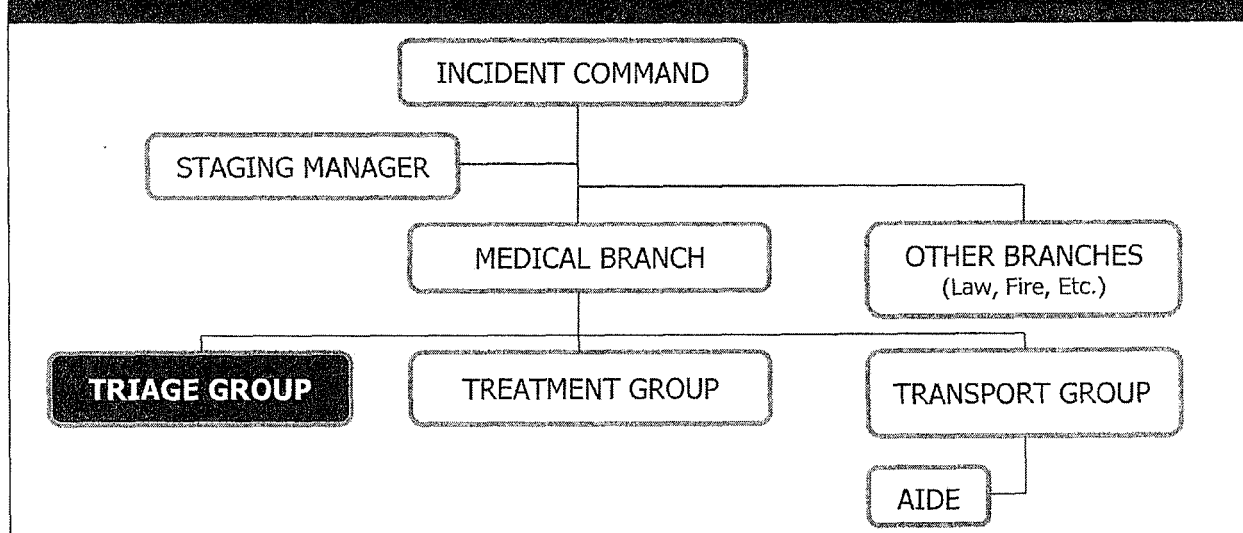 INCIDENT COMMAND
STAGING MANAGER
MEDICAL BRANCH
OTHER BRANCHES
(Law, Fire, Etc.)
TRIAGE GROUP
TREATMENT GROUP
TRANSPORT GROUP
AIDE